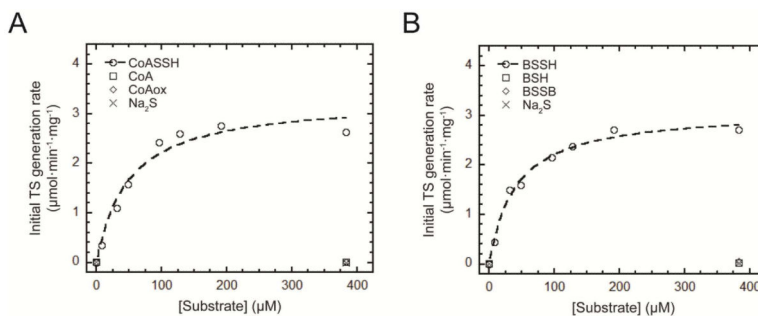 A
Initial TS generation rate
(μmol·min⁻¹·mg⁻¹)
4
3
2
1
0
CoASSH
CoA
CoAox
Na₂S
0 100 200 300 400
[Substrate] (μM)
B
Initial TS generation rate
(μmol·min⁻¹·mg⁻¹)
4
3
2
1
0
BSSH
BSH
BSSB
Na₂S
0 100 200 300 400
[Substrate] (μM)